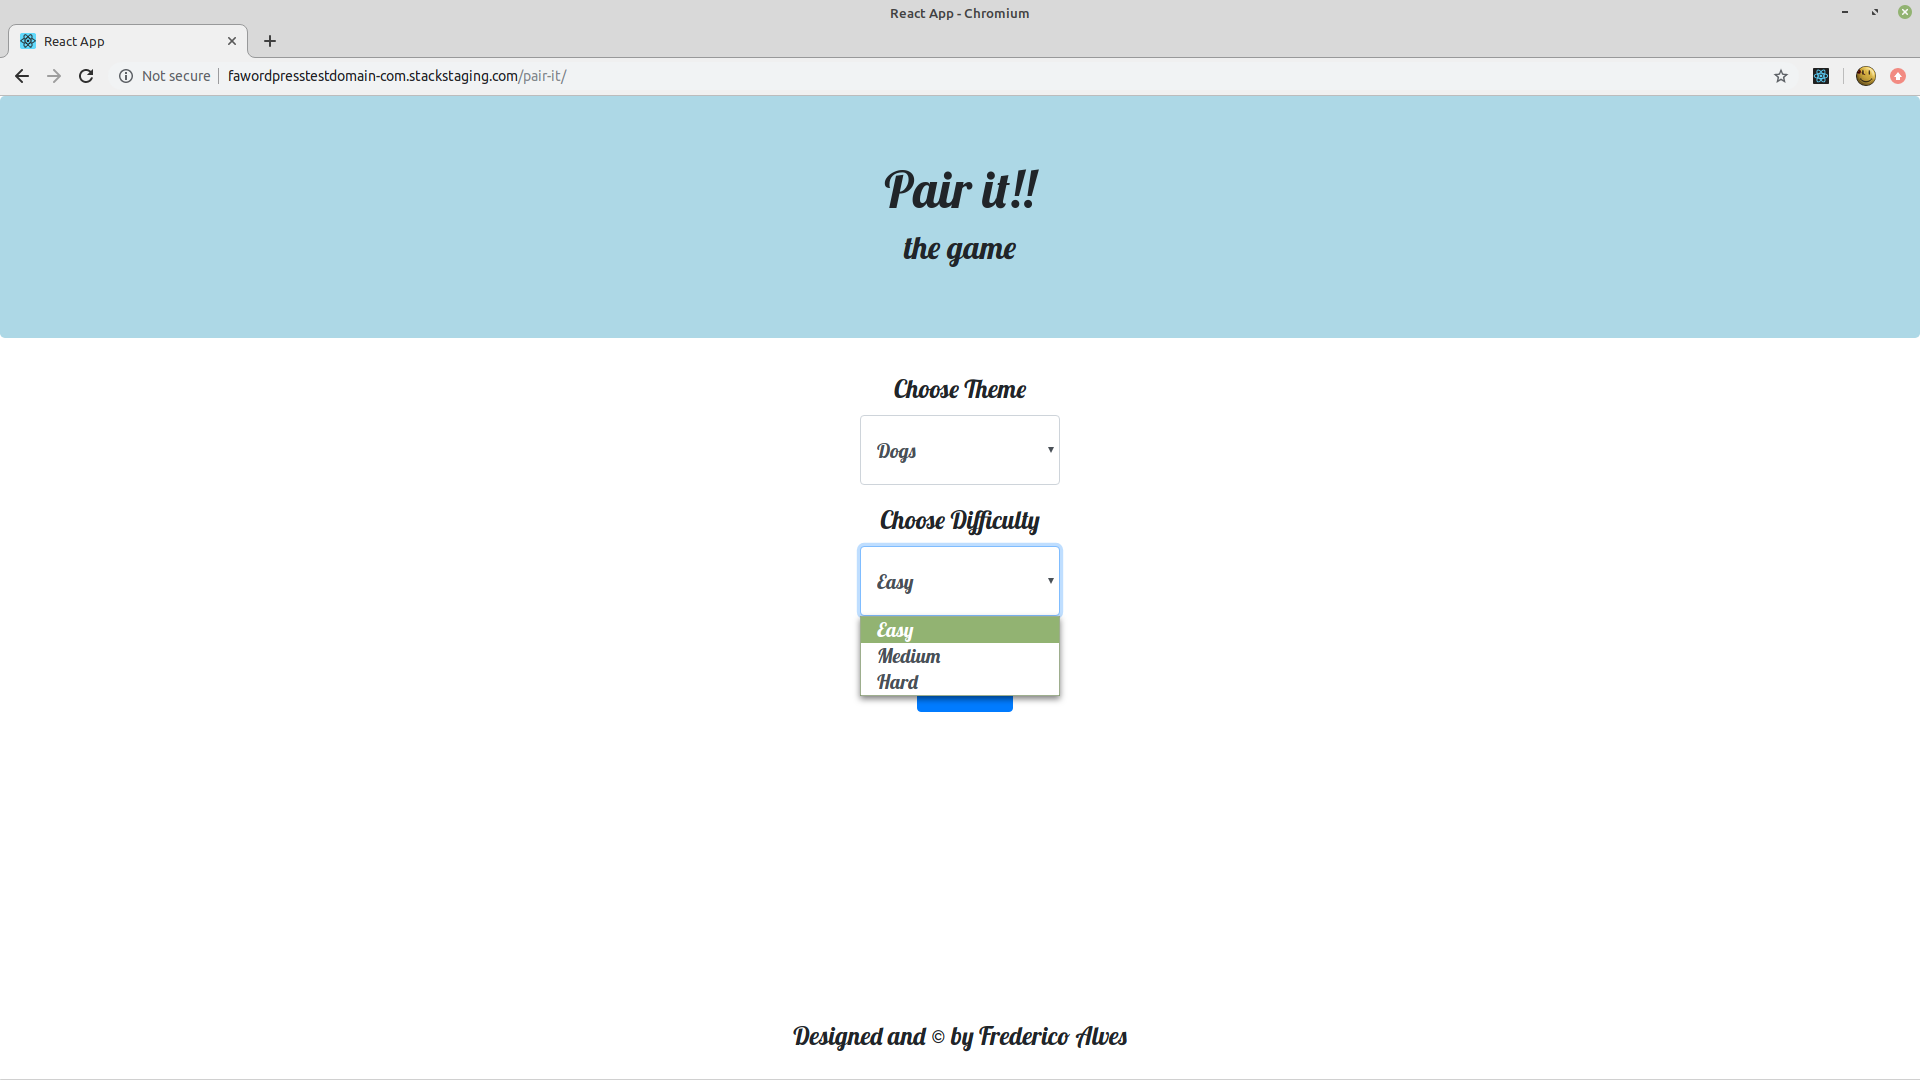 React App - Chromium
React App
Not secure fawordpresstestdomain-com.stackstaging.com/pair-it/
Pair it!!
the game
Choose Theme
Dogs
Choose Difficulty
Easy
Easy
Medium
Hard
Designed and © by Frederico Alves